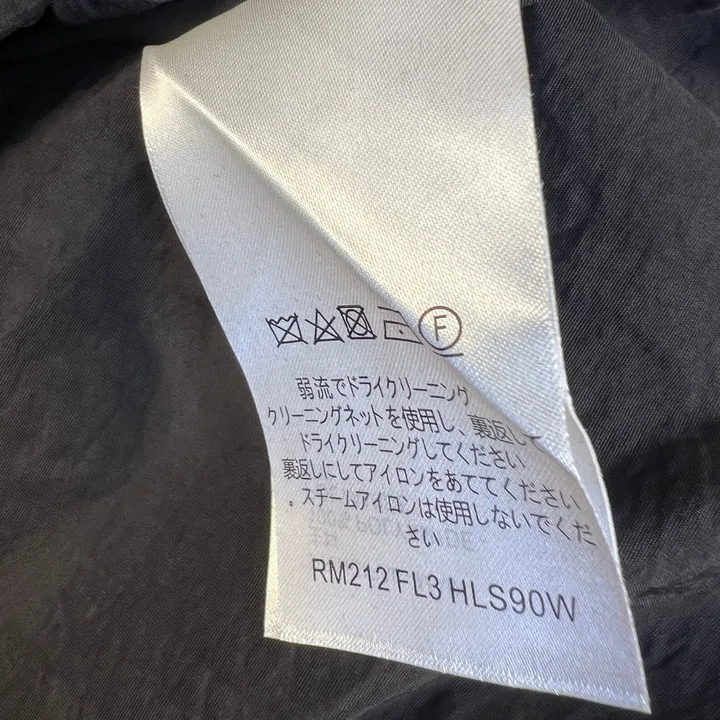 F
弱流でドライクリーニング
クリーニングネットを使用し、裏返して
ドライクリーニングしてください
裏返しにしてアイロンをあててください
。スチームアイロンは使用しないでくだ
さい
RM212 FL3 HLS90W